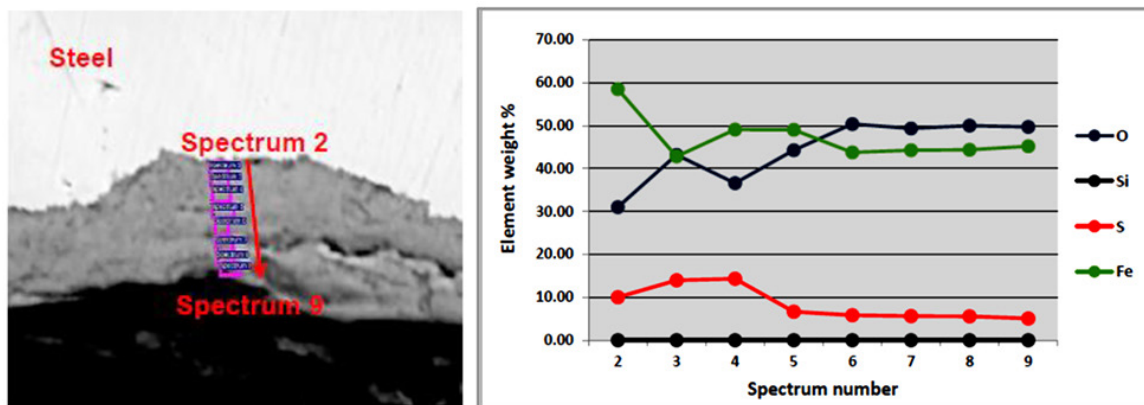 Steel
Spectrum 2
Spectrum 9
70.00
60.00
50.00
40.00
30.00
20.00
10.00
0.00
Element weight %
2 3 4 5 6 7 8 9
Spectrum number
O
Si
S
Fe